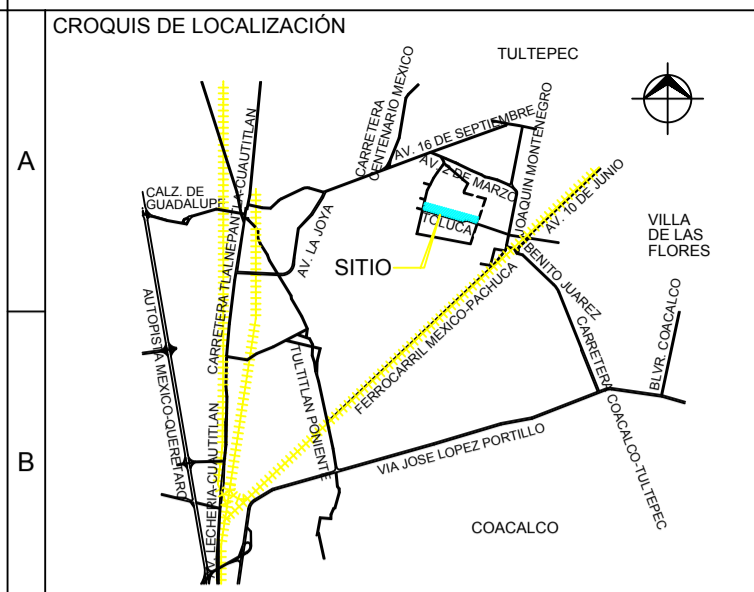 CROQUIS DE LOCALIZACIÓN
TULTEPEC
A
CARRETERA
CENTENARIO MEXICO
AV. 16 DE SEPTIEMBRE
JOAQUIN MONTENEGRO
AV. 2 DE MARZO
AV. 10 DE JUNIO
CALZ. DE
GUADALUPE
CARRETERA TLALNEPANTLA-CUAUTITLAN
AV. LA JOYA
TOLUCA
VILLA
DE LAS
FLORES
SITIO
BENITO JUAREZ
FERROCARRIL MEXICO-PACHUCA
AUTOPISTA MEXICO-QUERETARO
TULTITLAN PONIENTE
CARRETERA COACALCO-TULTEPEC
BLVR. COACALCO
B
AV. LECHERIA-CUAUTITLAN
VIA JOSE LOPEZ PORTILLO
COACALCO